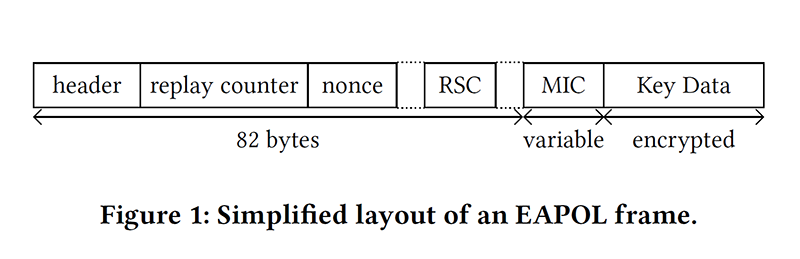 header replay counter nonce RSC MIC Key Data
82 bytes variable encrypted
Figure 1: Simplified layout of an EAPOL frame.